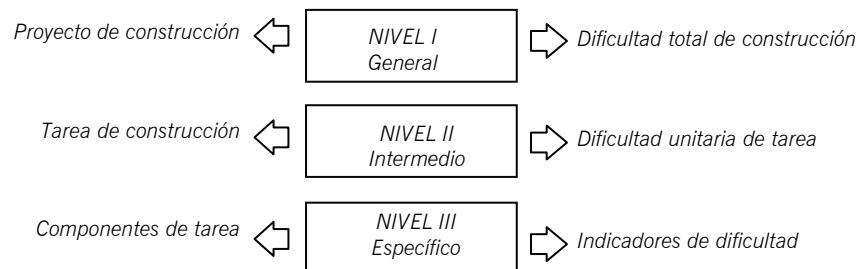 Proyecto de construcción
NIVEL I
General
Dificultad total de construcción
Tarea de construcción
NIVEL II
Intermedio
Dificultad unitaria de tarea
Componentes de tarea
NIVEL III
Específico
Indicadores de dificultad